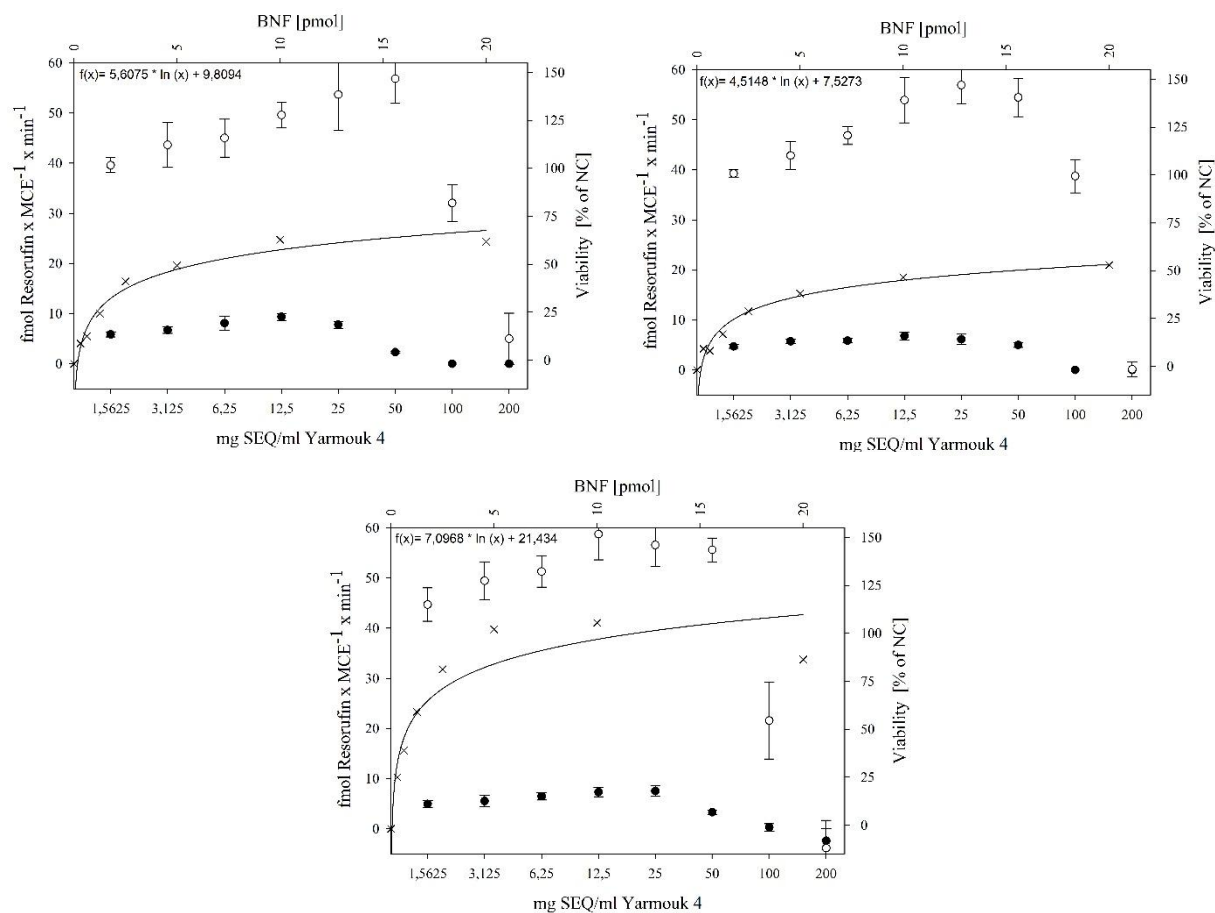 BNF [pmol]
0 5 10 15 20
f(x)= 5,6075 * ln (x) + 9,8094
fmol Resorufin x MCE⁻¹ x min⁻¹
60
50
40
30
20
10
0
150
125
100
75
50
25
0
Viability [% of NC]
1,5625 3,125 6,25 12,5 25 50 100 200
mg SEQ/ml Yarmouk 4
BNF [pmol]
0 5 10 15 20
f(x)= 4,5148 * ln (x) + 7,5273
fmol Resorufin x MCE⁻¹ x min⁻¹
60
50
40
30
20
10
0
150
125
100
75
50
25
0
Viability [% of NC]
1,5625 3,125 6,25 12,5 25 50 100 200
mg SEQ/ml Yarmouk 4
BNF [pmol]
0 5 10 15 20
f(x)= 7,0968 * ln (x) + 21,434
fmol Resorufin x MCE⁻¹ x min⁻¹
60
50
40
30
20
10
0
150
125
100
75
50
25
0
Viability [% of NC]
1,5625 3,125 6,25 12,5 25 50 100 200
mg SEQ/ml Yarmouk 4